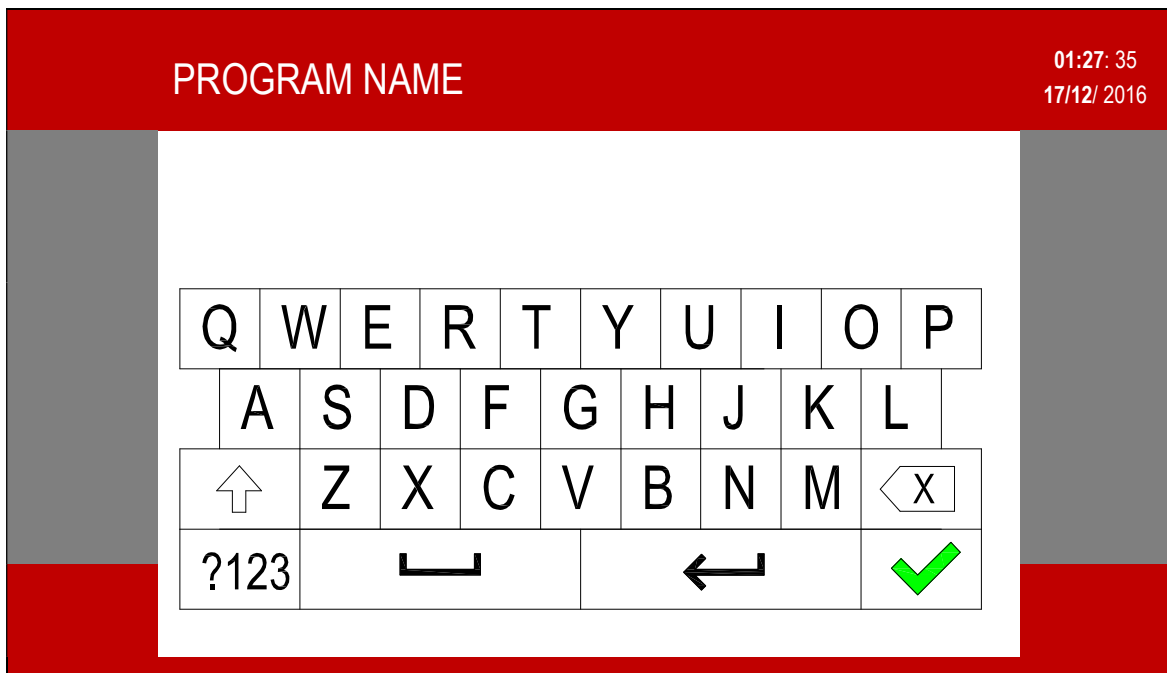 PROGRAM NAME
01:27: 35
17/12/ 2016
Q W E R T Y U I O P
A S D F G H J K L
Z X C V B N M X
?123